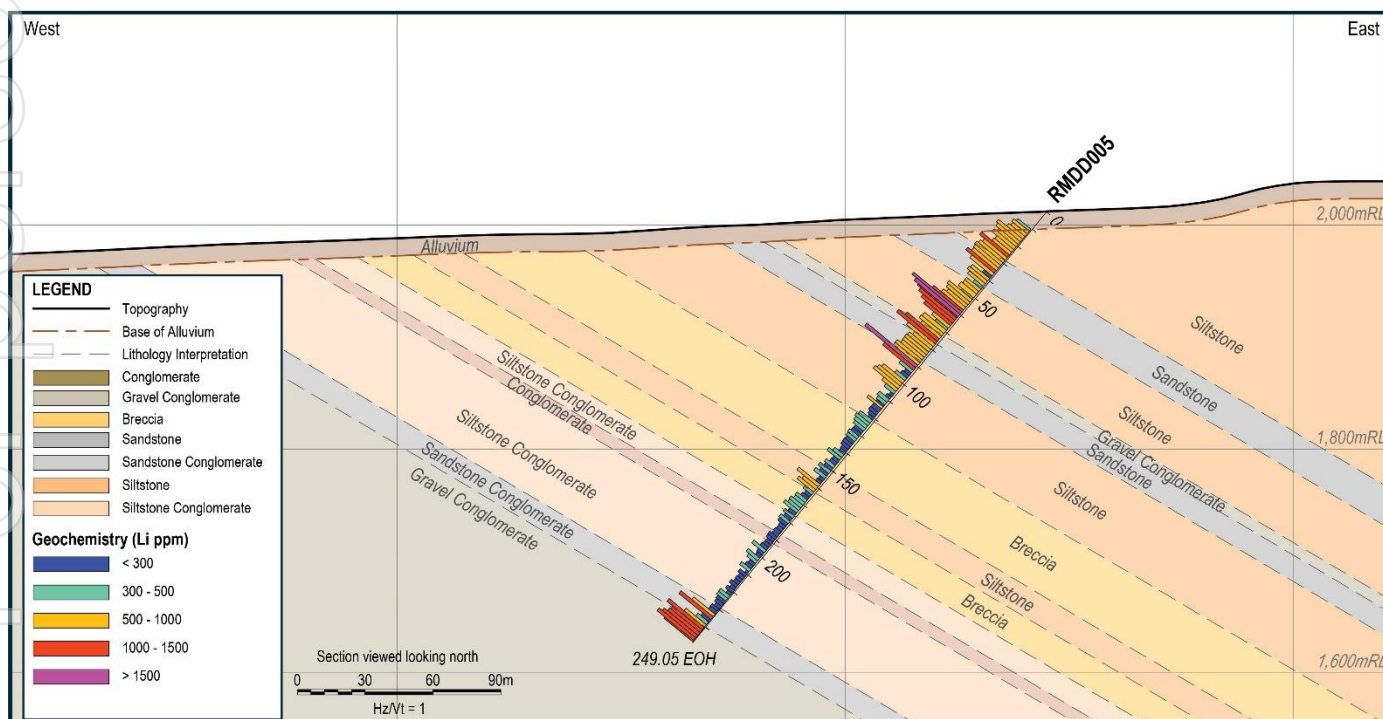 West
East
RMDD005
0
2,000mRL
Alluvium
LEGEND
Topography
Base of Alluvium
Lithology Interpretation
Conglomerate
Gravel Conglomerate
Breccia
Sandstone
Sandstone Conglomerate
Siltstone
Siltstone Conglomerate
Geochemistry (Li ppm)
< 300
300 - 500
500 - 1000
1000 - 1500
> 1500
50
100
150
200
249.05 EOH
Siltstone
Sandstone
Siltstone
Gravel Conglomerate
Sandstone
Siltstone
Breccia
Siltstone
Breccia
Siltstone Conglomerate
Conglomerate
Siltstone Conglomerate
Sandstone Conglomerate
Gravel Conglomerate
1,800mRL
1,600mRL
Section viewed looking north
0 30 60 90m
Hz/Vt = 1